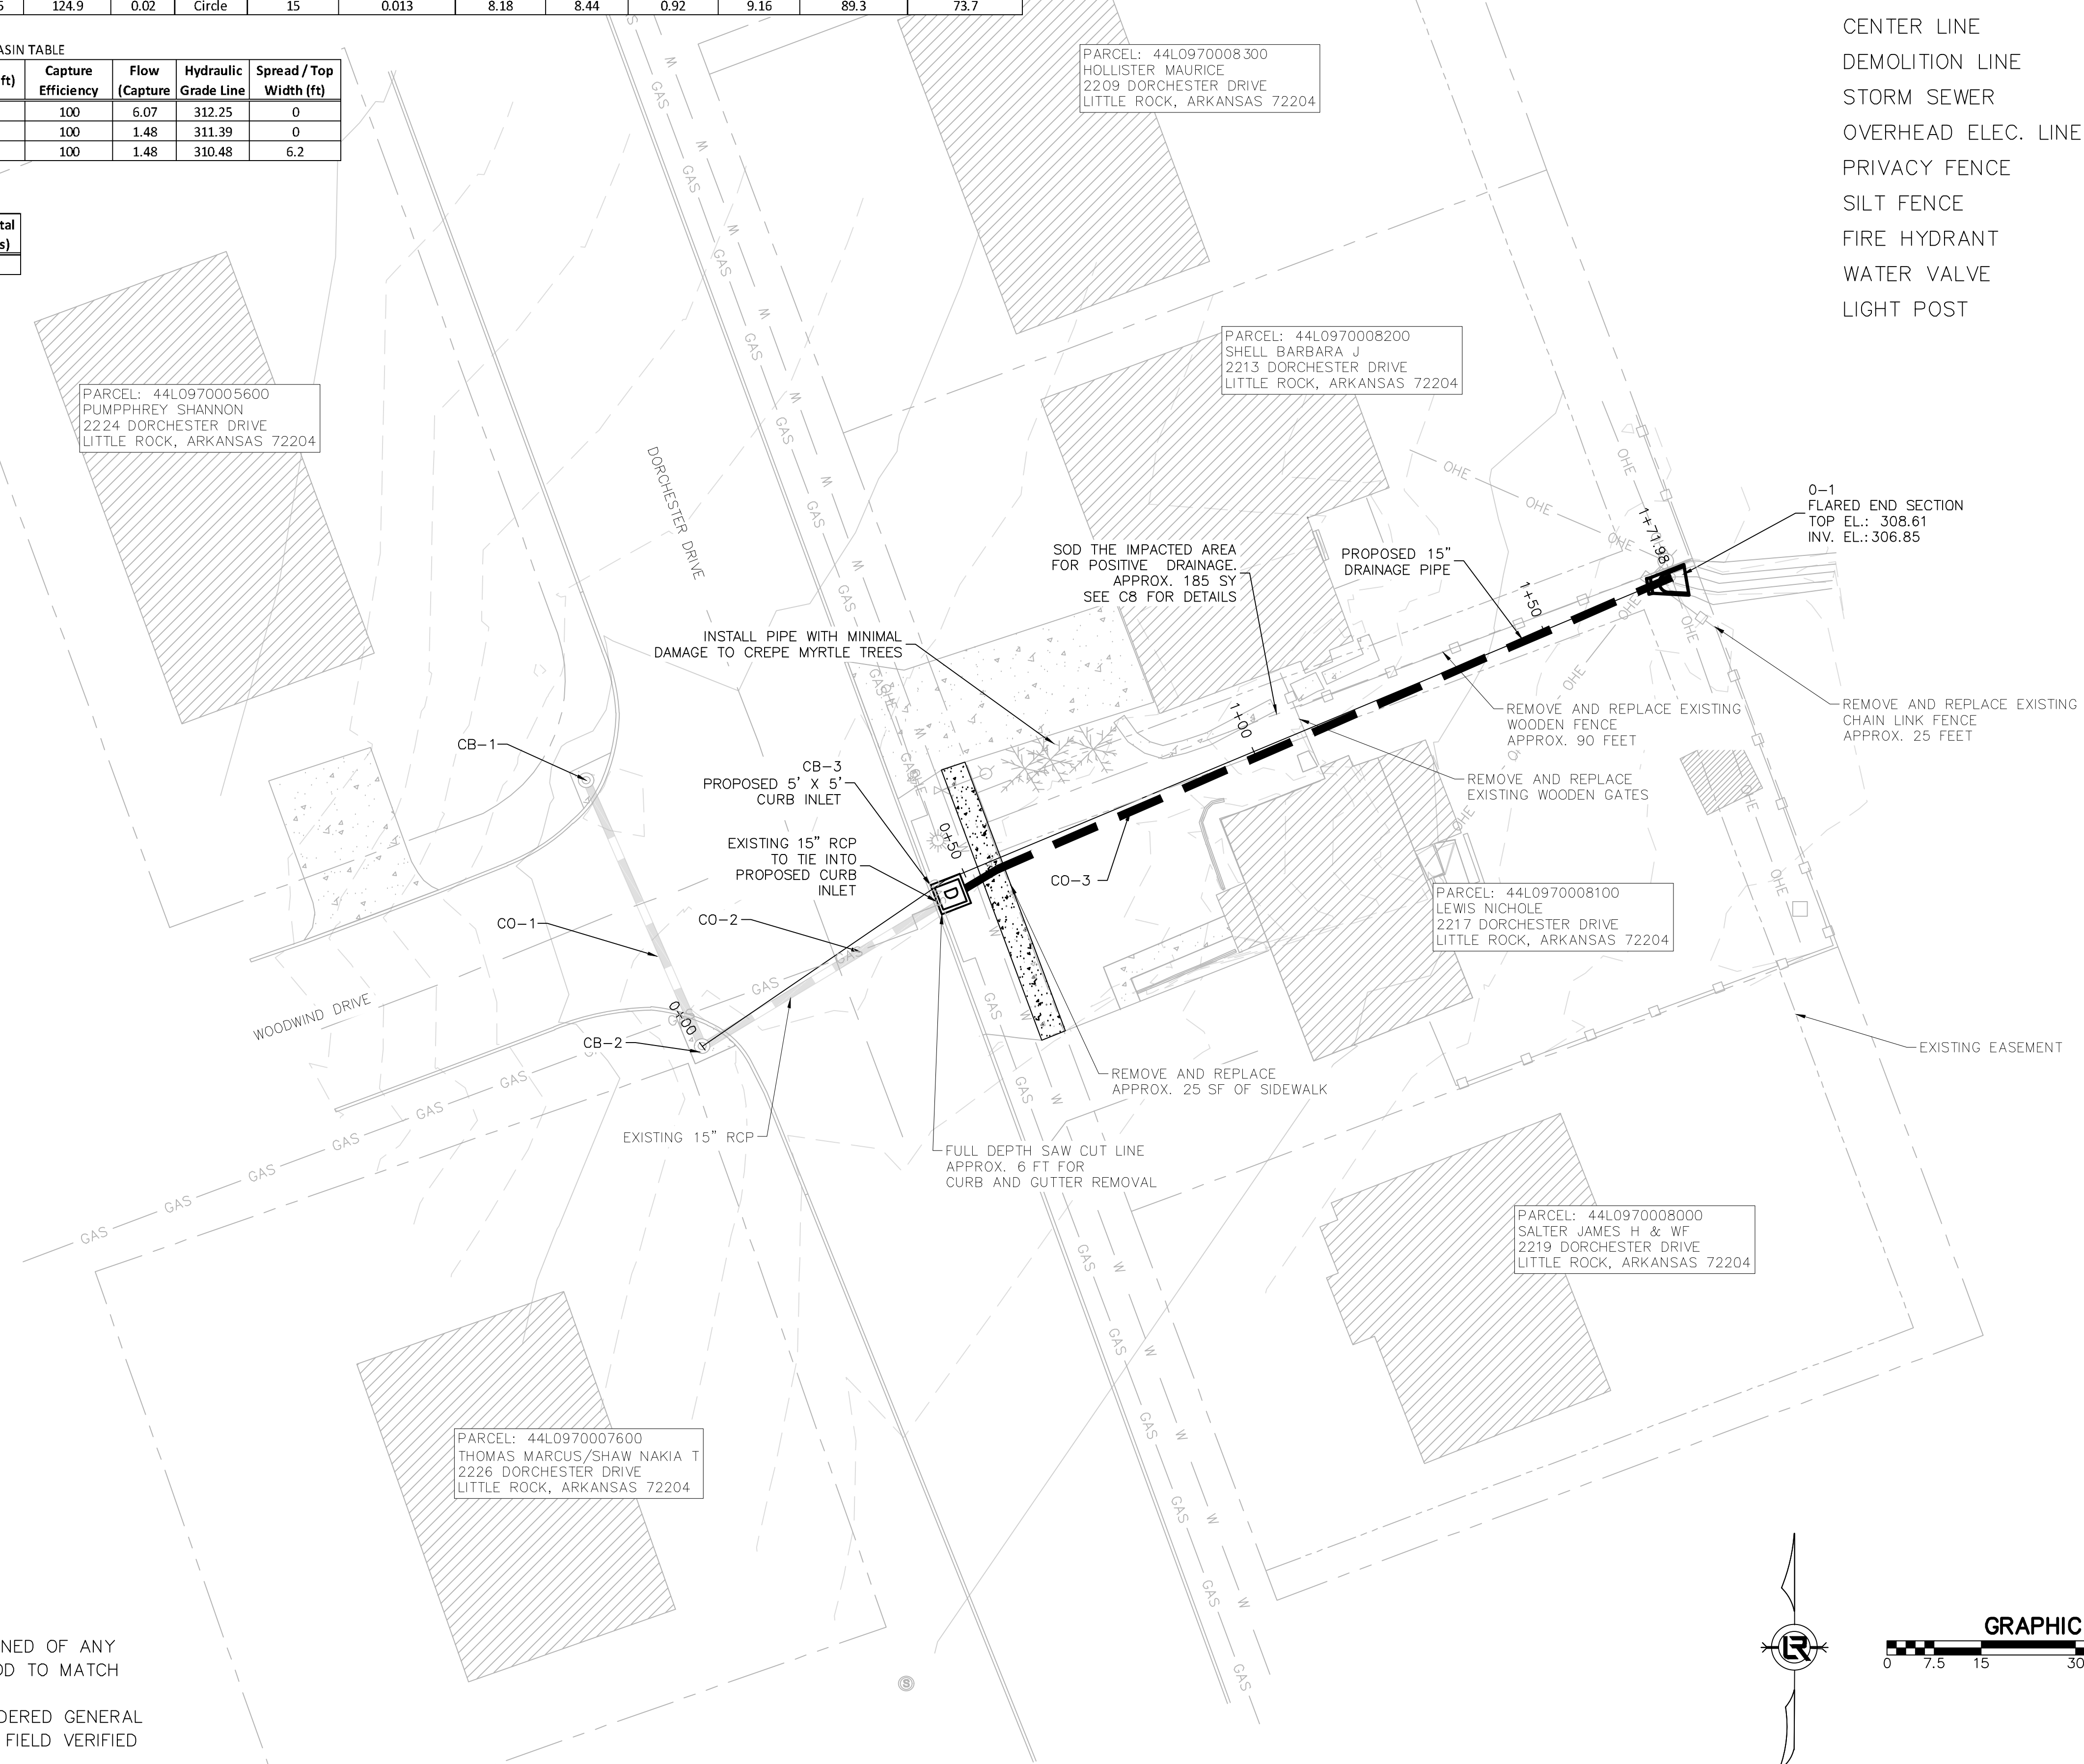 124.9 0.02 Circle 15 0.013 8.18 8.44 0.92 9.16 89.3 73.7
ASIN TABLE
ft) Capture Efficiency Flow (Capture Hydraulic Grade Line Spread / Top Width (ft)
100 6.07 312.25 0
100 1.48 311.39 0
100 1.48 310.48 6.2
tal
s)
CENTER LINE
DEMOLITION LINE
STORM SEWER
OVERHEAD ELEC. LINE
PRIVACY FENCE
SILT FENCE
FIRE HYDRANT
WATER VALVE
LIGHT POST
PARCEL: 44L0970008300
HOLLISTER MAURICE
2209 DORCHESTER DRIVE
LITTLE ROCK, ARKANSAS 72204
PARCEL: 44L0970008200
SHELL BARBARA J
2213 DORCHESTER DRIVE
LITTLE ROCK, ARKANSAS 72204
PARCEL: 44L0970005600
PUMPPHREY SHANNON
2224 DORCHESTER DRIVE
LITTLE ROCK, ARKANSAS 72204
DORCHESTER DRIVE
O-1
FLARED END SECTION
TOP EL.: 308.61
INV. EL.: 306.85
1+71.98
1+50
1+00
0+50
0+00
SOD THE IMPACTED AREA
FOR POSITIVE DRAINAGE.
APPROX. 185 SY
SEE C8 FOR DETAILS
PROPOSED 15"
DRAINAGE PIPE
INSTALL PIPE WITH MINIMAL
DAMAGE TO CREPE MYRTLE TREES
REMOVE AND REPLACE EXISTING
WOODEN FENCE
APPROX. 90 FEET
REMOVE AND REPLACE EXISTING
CHAIN LINK FENCE
APPROX. 25 FEET
CB-1
CB-3
PROPOSED 5' X 5'
CURB INLET
REMOVE AND REPLACE
EXISTING WOODEN GATES
EXISTING 15" RCP
TO TIE INTO
PROPOSED CURB
INLET
D
CO-3
CO-1
CO-2
PARCEL: 44L0970008100
LEWIS NICHOLE
2217 DORCHESTER DRIVE
LITTLE ROCK, ARKANSAS 72204
WOODWIND DRIVE
CB-2
EXISTING EASEMENT
REMOVE AND REPLACE
APPROX. 25 SF OF SIDEWALK
EXISTING 15" RCP
FULL DEPTH SAW CUT LINE
APPROX. 6 FT FOR
CURB AND GUTTER REMOVAL
PARCEL: 44L0970008000
SALTER JAMES H & WF
2219 DORCHESTER DRIVE
LITTLE ROCK, ARKANSAS 72204
PARCEL: 44L0970007600
THOMAS MARCUS/SHAW NAKIA T
2226 DORCHESTER DRIVE
LITTLE ROCK, ARKANSAS 72204
GAS
W
OHE
S
NED OF ANY
OD TO MATCH
DERED GENERAL
FIELD VERIFIED
LR
GRAPHIC
0 7.5 15 30